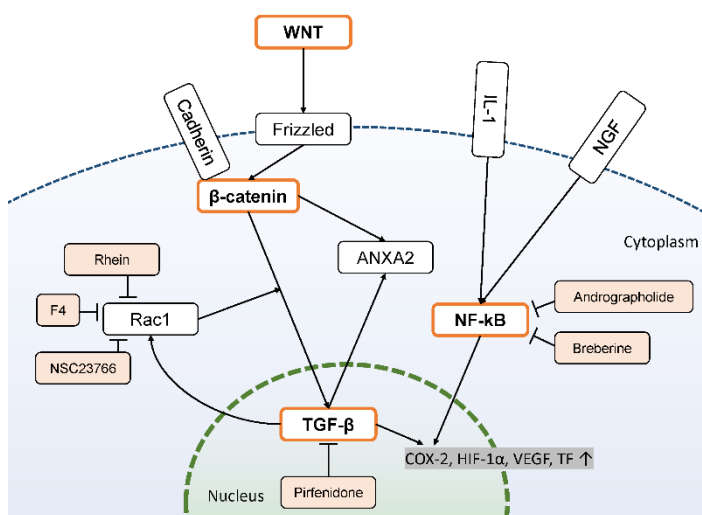 WNT
Cadherin
Frizzled
IL-1
NGF
β-catenin
ANXA2
Cytoplasm
Rhein
F4
Rac1
NSC23766
NF-kB
Andrographolide
Breberine
TGF-β
COX-2, HIF-1α, VEGF, TF ↑
Nucleus
Pirfenidone